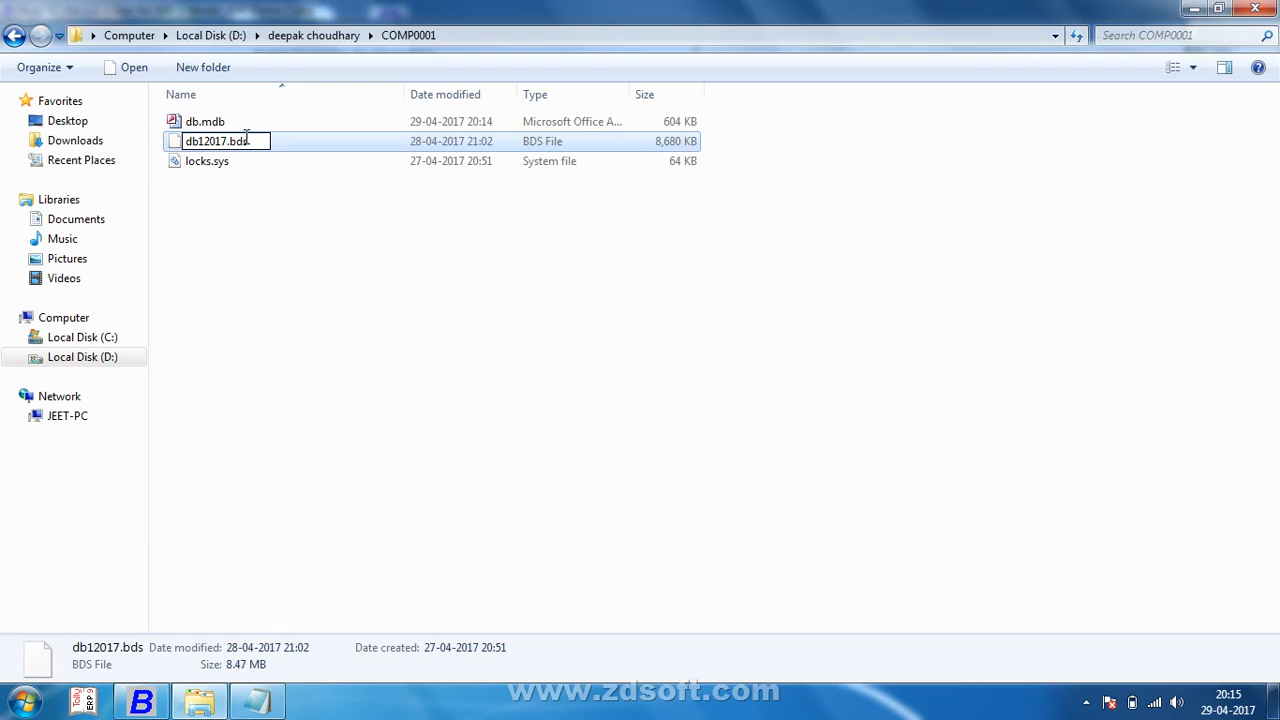 Computer Local Disk (D:) deepak choudhary COMP0001 Search COMP0001
Organize Open New folder
Name Date modified Type Size
Favorites
Desktop
Downloads
Recent Places
Libraries
Documents
Music
Pictures
Videos
Computer
Local Disk (C:)
Local Disk (D:)
Network
JEET-PC
db.mdb 29-04-2017 20:14 Microsoft Office A... 604 KB
db12017.bds 28-04-2017 21:02 BDS File 8,680 KB
locks.sys 27-04-2017 20:51 System file 64 KB
db12017.bds Date modified: 28-04-2017 21:02 Date created: 27-04-2017 20:51
BDS File Size: 8.47 MB
Tally ERP 9
B
www.zdsoft.com
20:15
29-04-2017